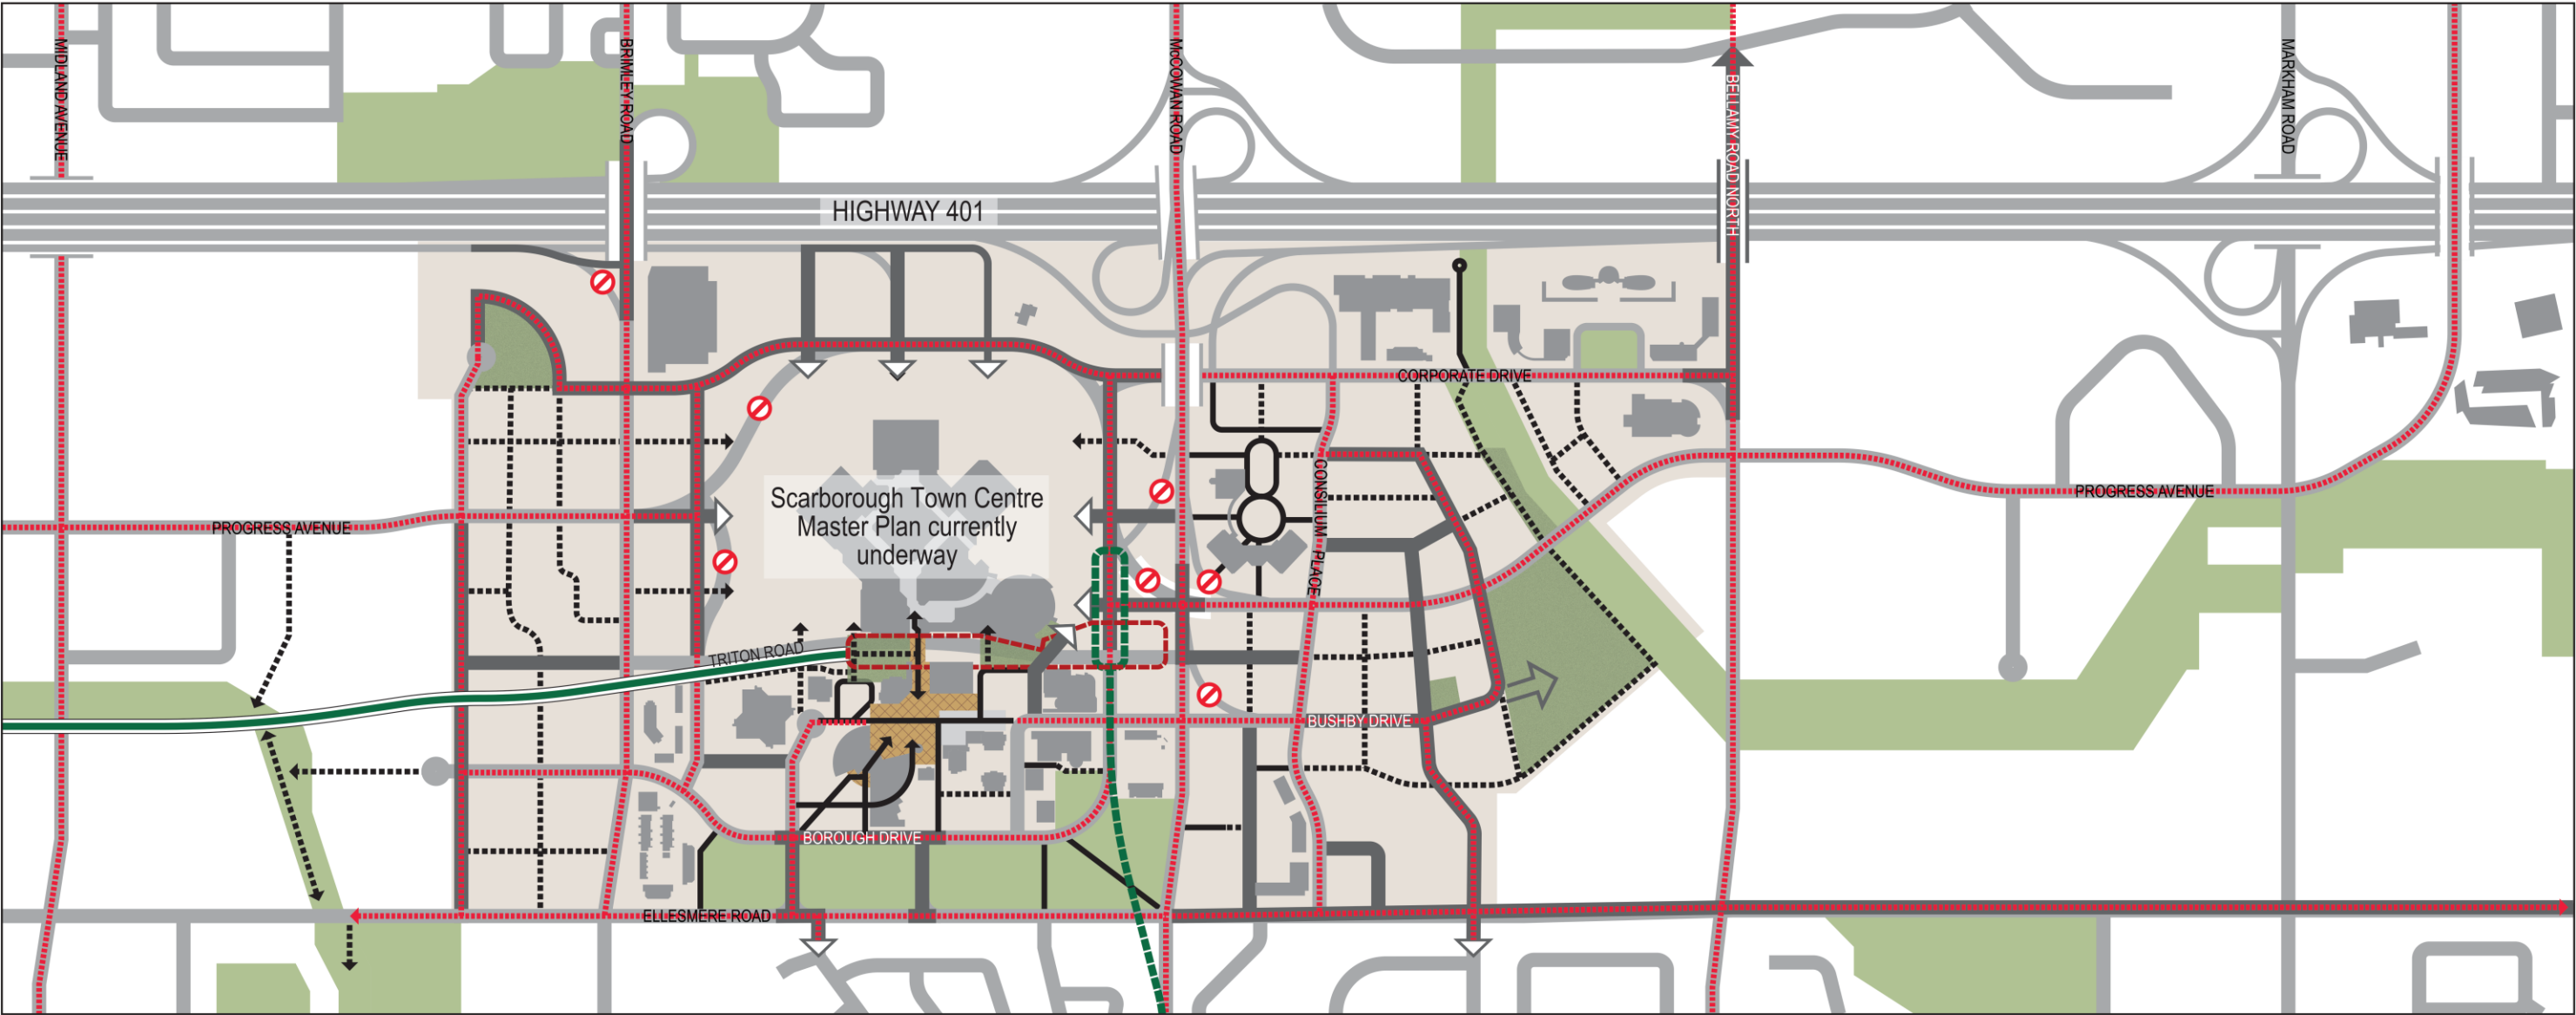 MIDLAND AVENUE
BRIMLEY ROAD
McCOWAN ROAD
BELLAMY ROAD NORTH
MARKHAM ROAD
HIGHWAY 401
CORPORATE DRIVE
Scarborough Town Centre
Master Plan currently
underway
CONSILIUM PLACE
PROGRESS AVENUE
PROGRESS AVENUE
TRITON ROAD
BUSHBY DRIVE
BOROUGH DRIVE
ELLESMERE ROAD